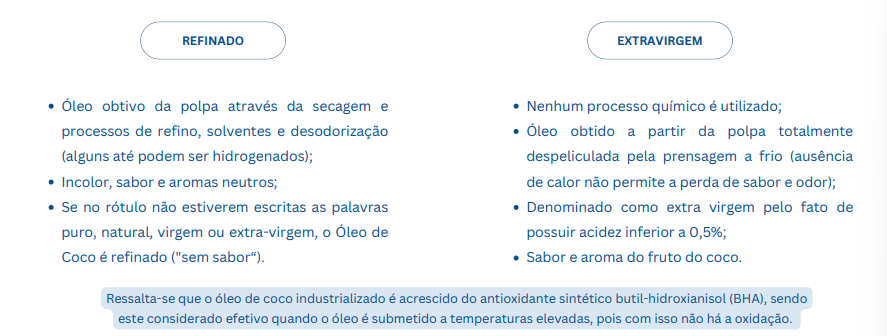 REFINADO
• Óleo obtivo da polpa através da secagem e
processos de refino, solventes e desodorização
(alguns até podem ser hidrogenados);
• Incolor, sabor e aromas neutros;
• Se no rótulo não estiverem escritas as palavras
puro, natural, virgem ou extra-virgem, o Óleo de
Coco é refinado ("sem sabor“).
EXTRAVIRGEM
• Nenhum processo químico é utilizado;
• Óleo obtido a partir da polpa totalmente
despeliculada pela prensagem a frio (ausência
de calor não permite a perda de sabor e odor);
• Denominado como extra virgem pelo fato de
possuir acidez inferior a 0,5%;
• Sabor e aroma do fruto do coco.
Ressalta-se que o óleo de coco industrializado é acrescido do antioxidante sintético butil-hidroxianisol (BHA), sendo
este considerado efetivo quando o óleo é submetido a temperaturas elevadas, pois com isso não há a oxidação.